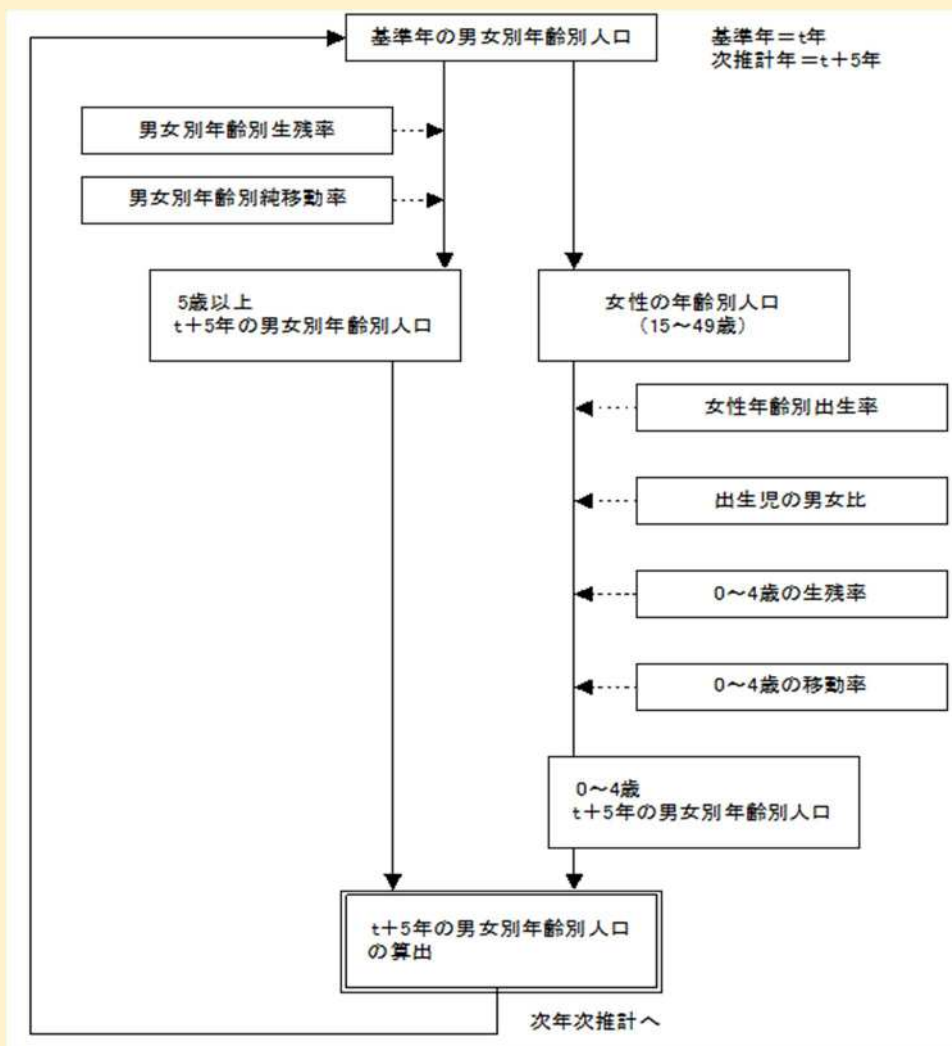 基準年の男女別年齢別人口
基準年＝t年
次推計年＝t＋5年
男女別年齢別生残率
男女別年齢別純移動率
5歳以上
t＋5年の男女別年齢別人口
女性の年齢別人口
（15～49歳）
女性年齢別出生率
出生児の男女比
0～4歳の生残率
0～4歳の移動率
0～4歳
t＋5年の男女別年齢別人口
t＋5年の男女別年齢別人口
の算出
次年次推計へ